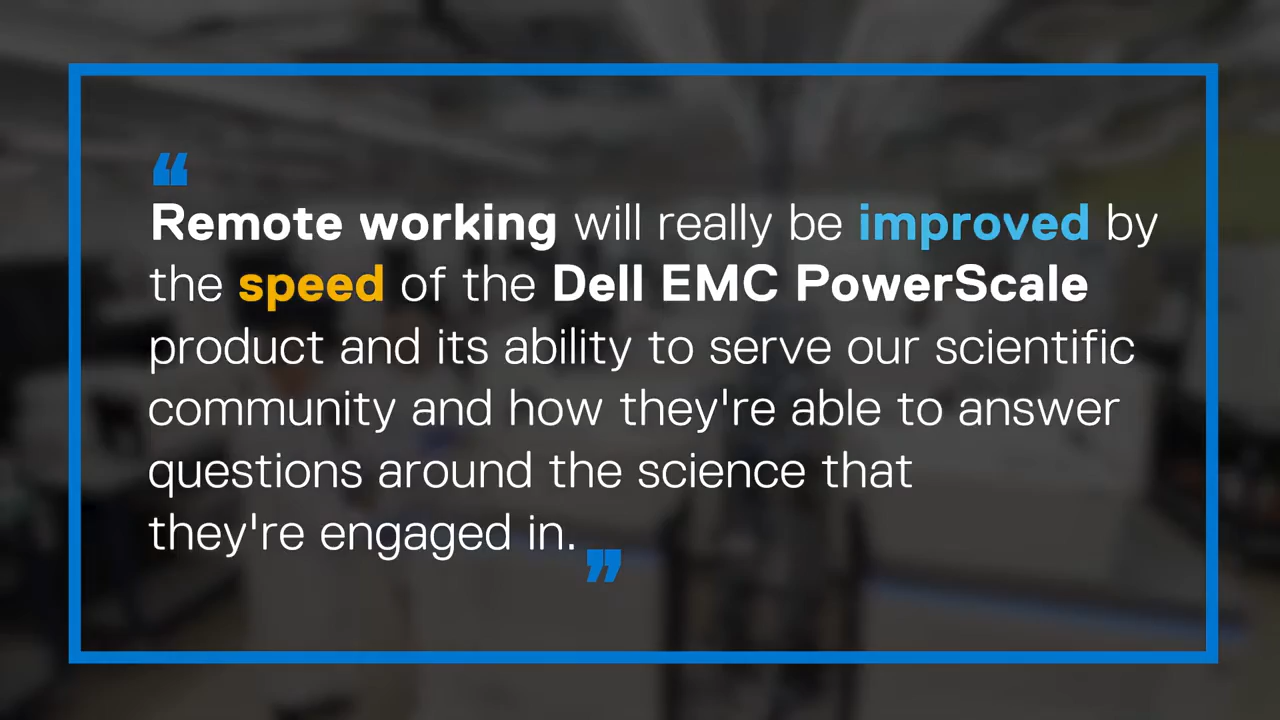 “
Remote working will really be improved by
the speed of the Dell EMC PowerScale
product and its ability to serve our scientific
community and how they're able to answer
questions around the science that
they're engaged in.
”